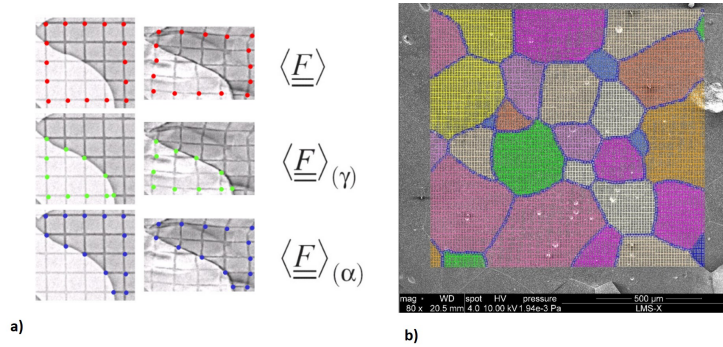 ⟨F⟩
⟨F⟩(γ)
⟨F⟩(α)
a)
mag WD spot HV pressure 500 µm
80 x 20.5 mm 4.0 10.00 kV 1.94e-3 Pa LMS-X
b)